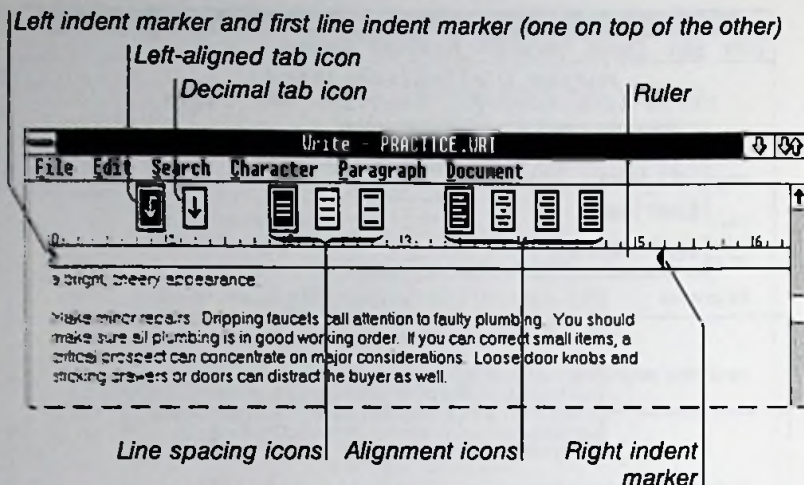 Left indent marker and first line indent marker (one on top of the other)
Left-aligned tab icon
Decimal tab icon
Ruler
Write - PRACTICE.WRI
File Edit Search Character Paragraph Document
0 1 2 3 4 5 6
a bright, cheery appearance.
Make minor repairs. Dripping faucets call attention to faulty plumbing. You should
make sure all plumbing is in good working order. If you can correct small items, a
critical prospect can concentrate on major considerations. Loose door knobs and
sticking drawers or doors can distract the buyer as well.
Line spacing icons
Alignment icons
Right indent
marker